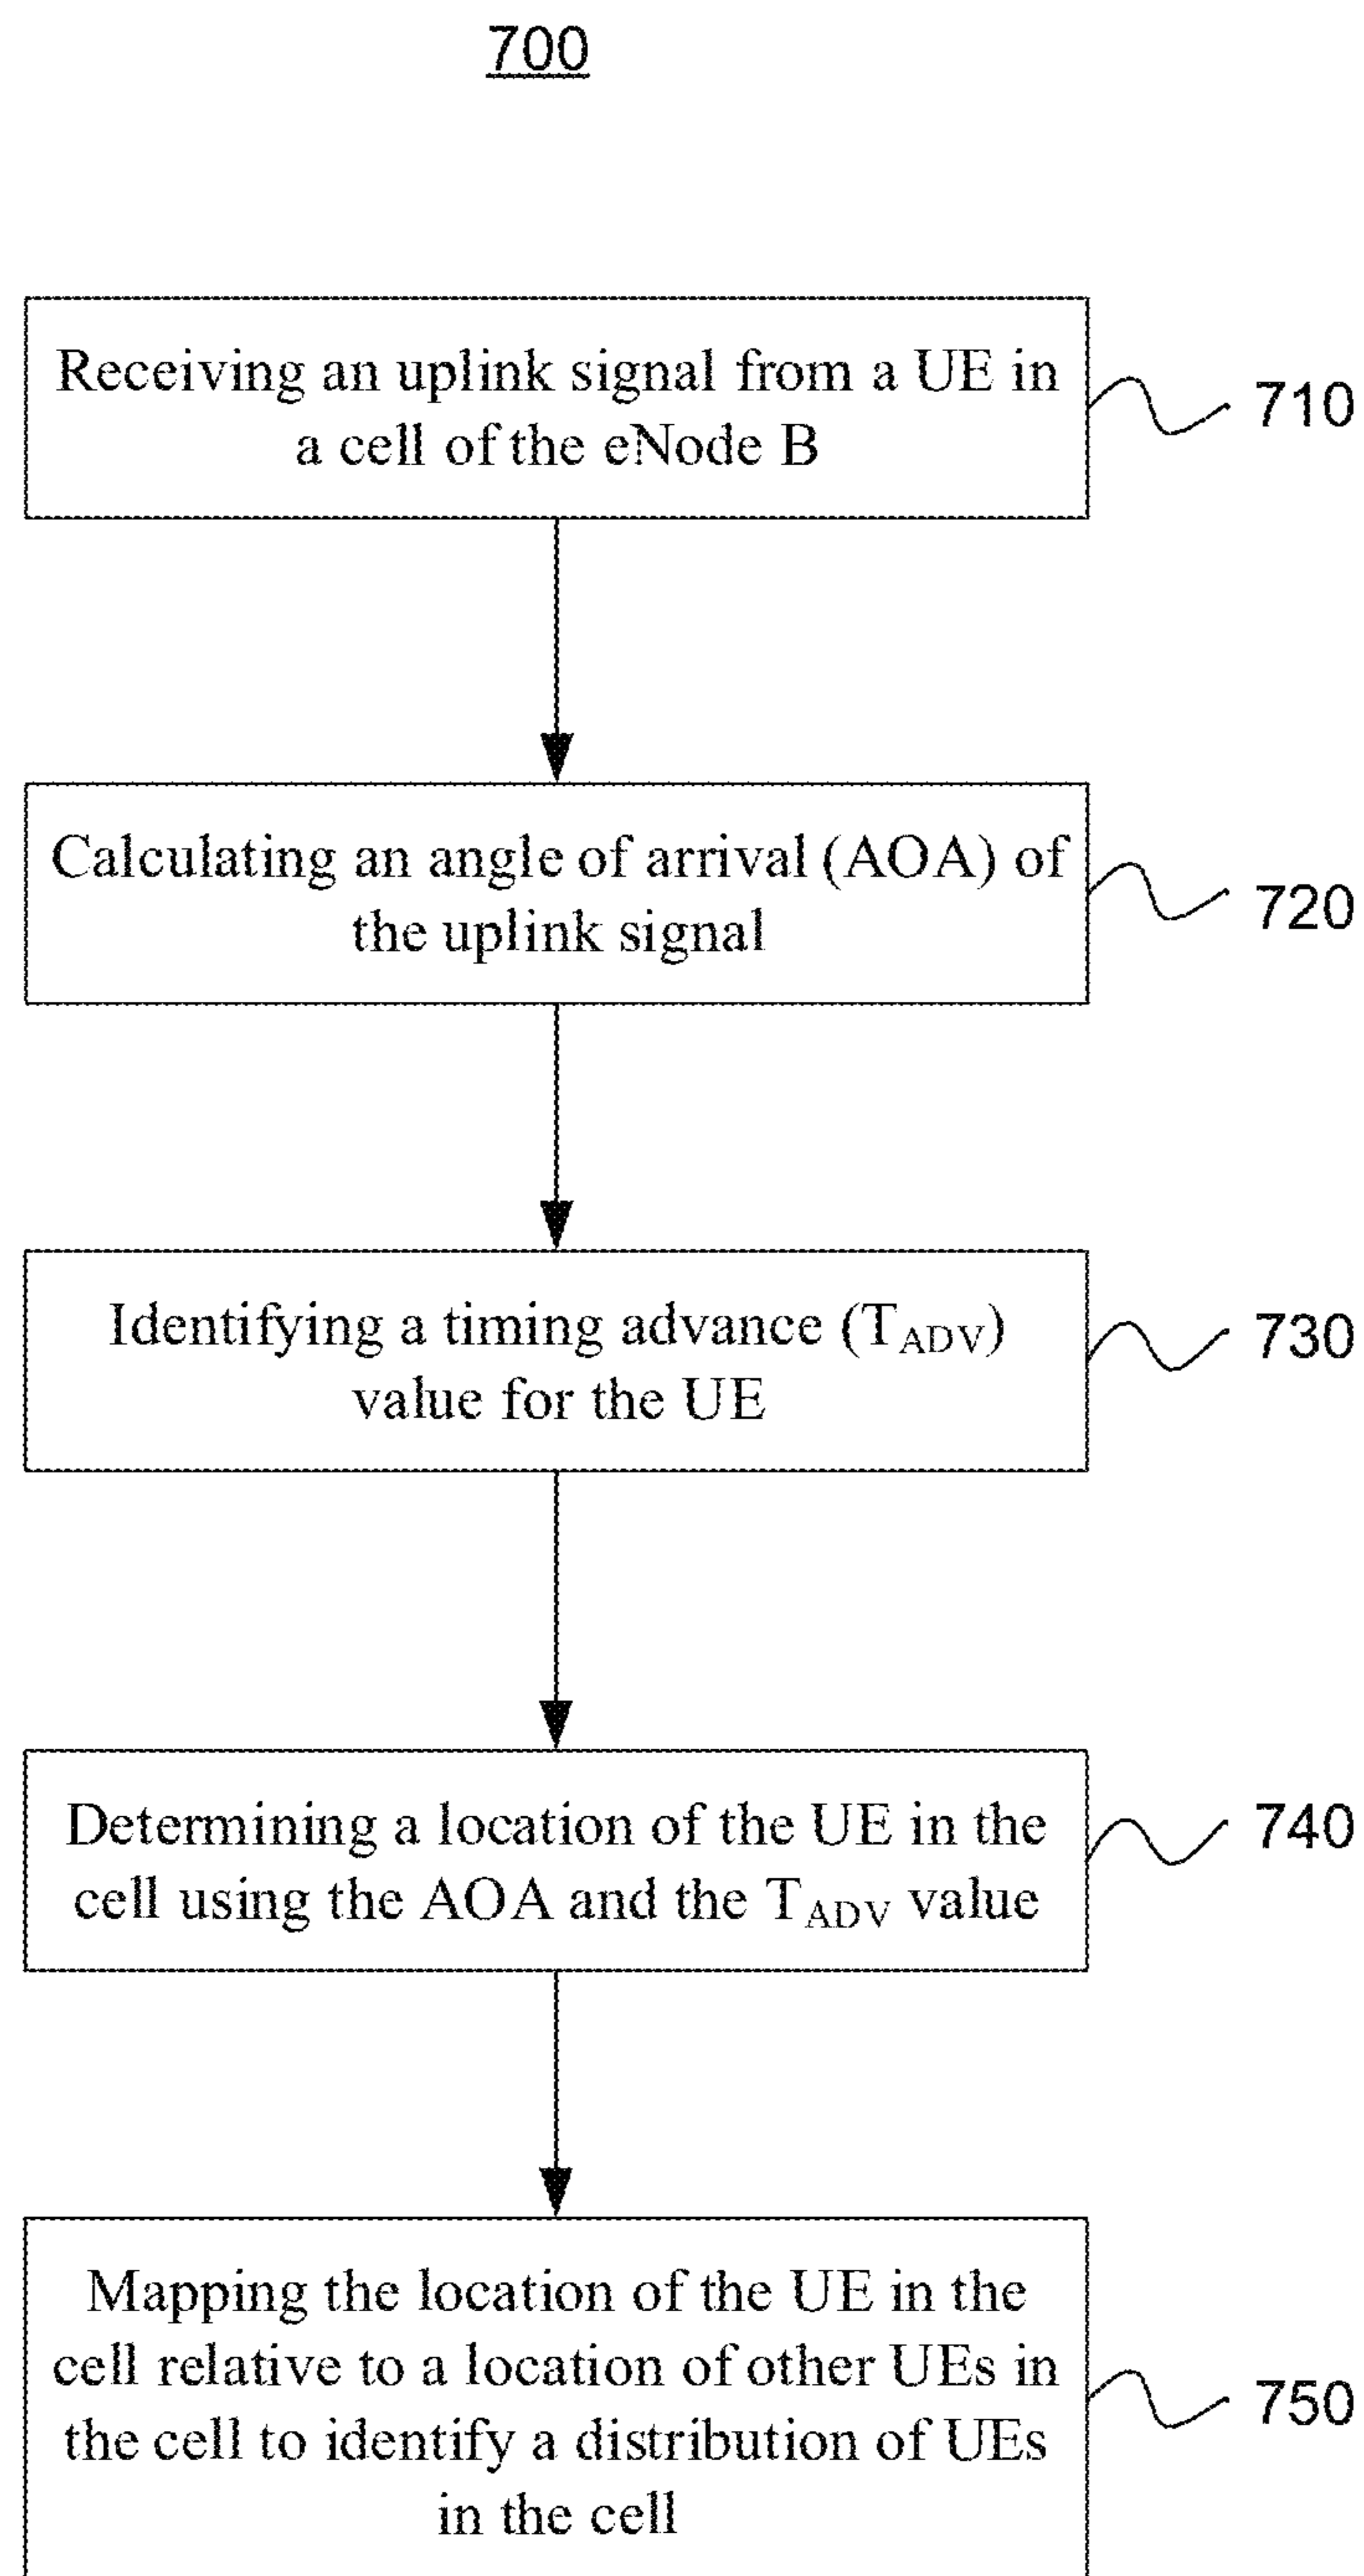 700
Receiving an uplink signal from a UE in
a cell of the eNode B
710
Calculating an angle of arrival (AOA) of
the uplink signal
720
Identifying a timing advance (TADV)
value for the UE
730
Determining a location of the UE in the
cell using the AOA and the TADV value
740
Mapping the location of the UE in the
cell relative to a location of other UEs in
the cell to identify a distribution of UEs
in the cell
750